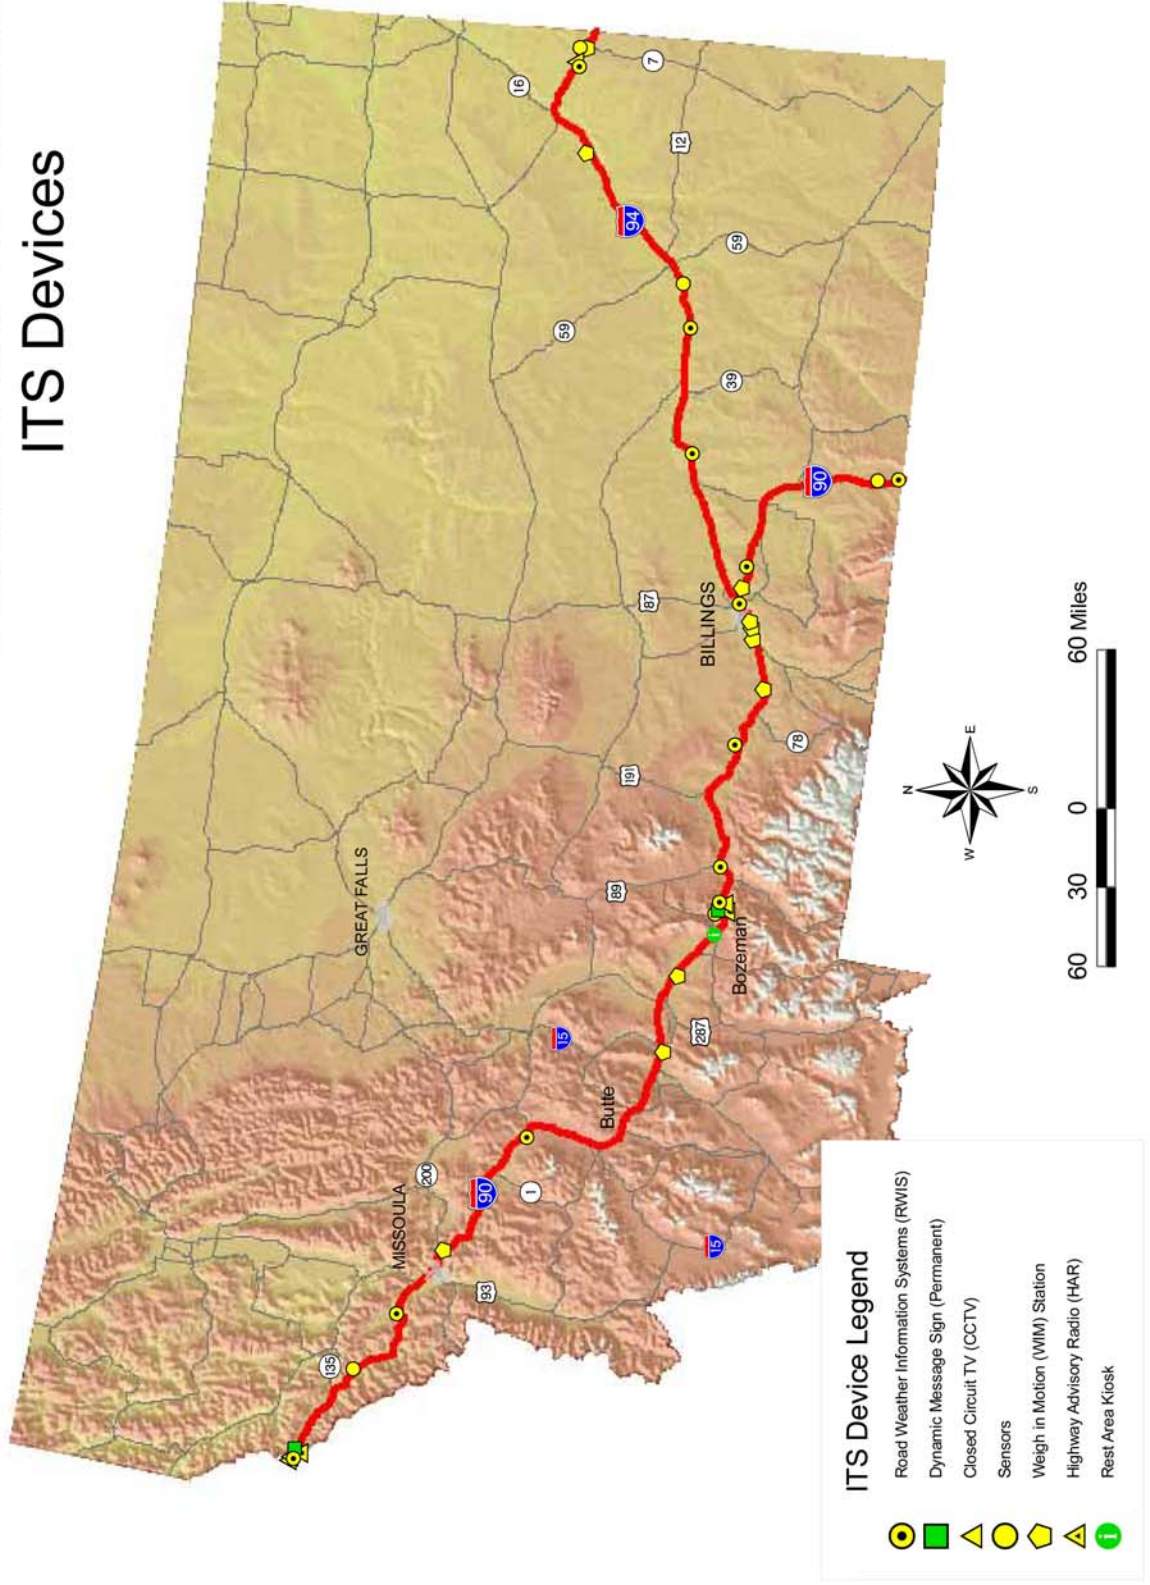 ITS Devices
16
7
12
94
59
59
39
90
87
BILLINGS
78
191
GREAT FALLS
89
Bozeman
287
15
Butte
200
MISSOULA
90
1
15
93
135
N
E
S
W
60
30
0
60 Miles
ITS Device Legend
Road Weather Information Systems (RWIS)
Dynamic Message Sign (Permanent)
Closed Circuit TV (CCTV)
Sensors
Weigh in Motion (WIM) Station
Highway Advisory Radio (HAR)
i Rest Area Kiosk
i